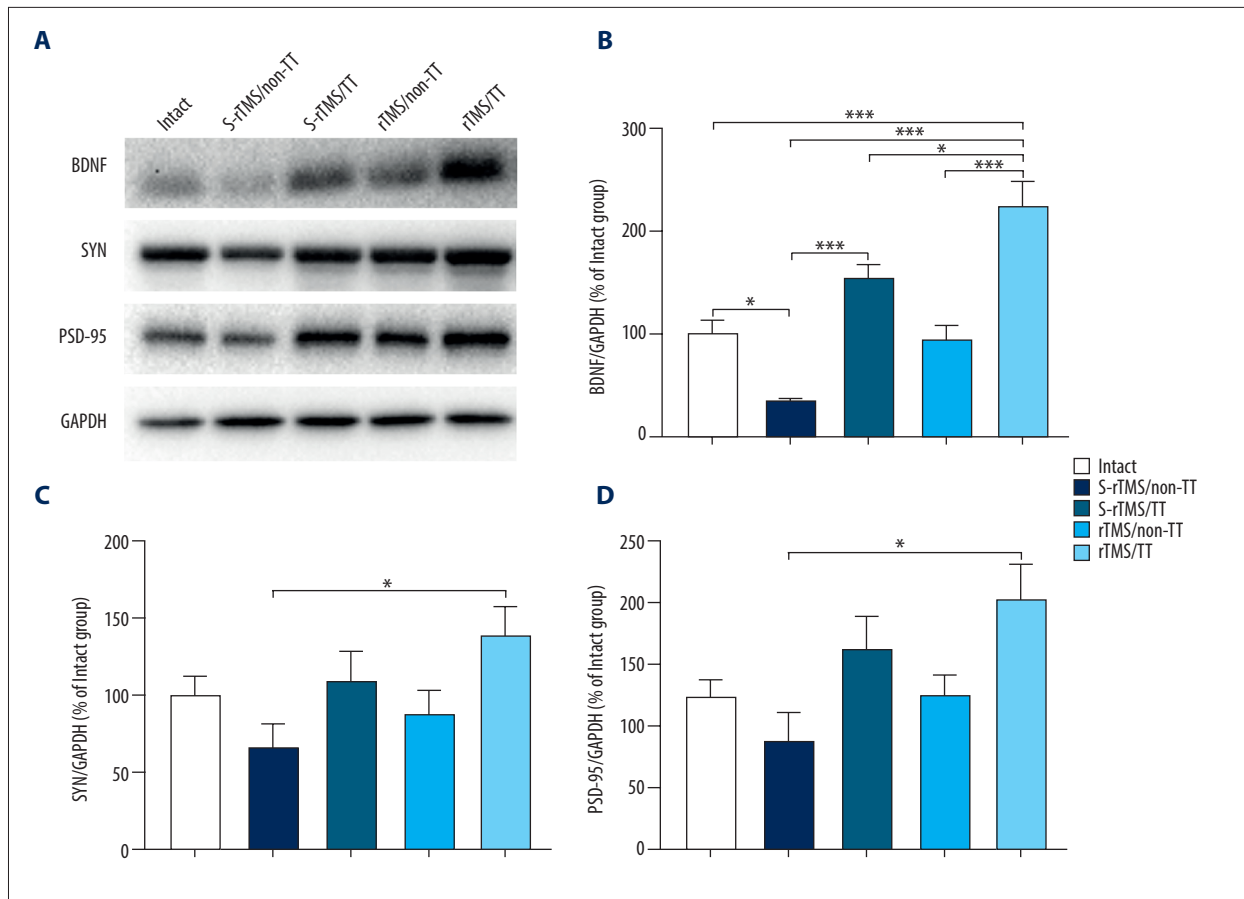 A
Intact
S-rTMS/non-TT
S-rTMS/TT
rTMS/non-TT
rTMS/TT
BDNF
SYN
PSD-95
GAPDH
B
BDNF/GAPDH (% of Intact group)
300
200
100
0
***
***
*
***
***
*
Intact
S-rTMS/non-TT
S-rTMS/TT
rTMS/non-TT
rTMS/TT
C
SYN/GAPDH (% of Intact group)
200
150
100
50
0
*
D
PSD-95/GAPDH (% of Intact group)
250
200
150
100
50
0
*